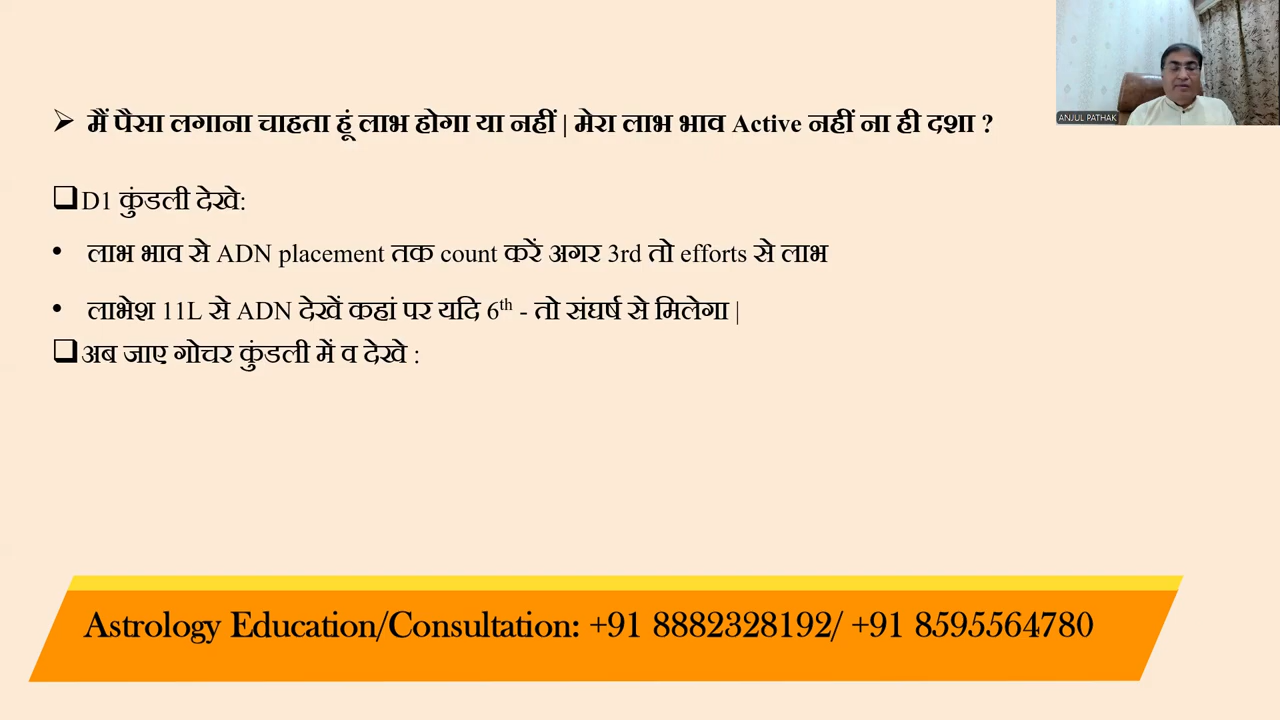 ➢ मैं पैसा लगाना चाहता हूं लाभ होगा या नहीं | मेरा लाभ भाव Active नहीं ना ही दशा ?
❑D1 कुंडली देखे:
• लाभ भाव से ADN placement तक count करें अगर 3rd तो efforts से लाभ
• लाभेश 11L से ADN देखें कहां पर यदि 6th - तो संघर्ष से मिलेगा |
❑अब जाए गोचर कुंडली में व देखे :
ANJUL PATHAK
Astrology Education/Consultation: +91 8882328192/ +91 8595564780